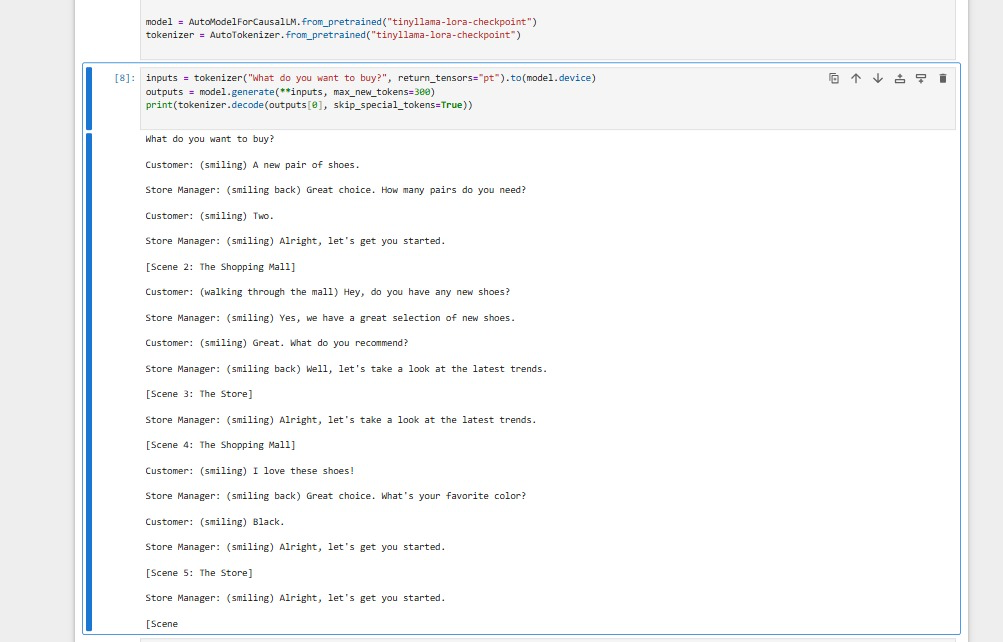 model = AutoModelForCausalLM.from_pretrained("tinyllama-lora-checkpoint")
tokenizer = AutoTokenizer.from_pretrained("tinyllama-lora-checkpoint")
[8]: inputs = tokenizer("What do you want to buy?", return_tensors="pt").to(model.device)
outputs = model.generate(**inputs, max_new_tokens=300)
print(tokenizer.decode(outputs[0], skip_special_tokens=True))
What do you want to buy?
Customer: (smiling) A new pair of shoes.
Store Manager: (smiling back) Great choice. How many pairs do you need?
Customer: (smiling) Two.
Store Manager: (smiling) Alright, let's get you started.
[Scene 2: The Shopping Mall]
Customer: (walking through the mall) Hey, do you have any new shoes?
Store Manager: (smiling) Yes, we have a great selection of new shoes.
Customer: (smiling) Great. What do you recommend?
Store Manager: (smiling back) Well, let's take a look at the latest trends.
[Scene 3: The Store]
Store Manager: (smiling) Alright, let's take a look at the latest trends.
[Scene 4: The Shopping Mall]
Customer: (smiling) I love these shoes!
Store Manager: (smiling back) Great choice. What's your favorite color?
Customer: (smiling) Black.
Store Manager: (smiling) Alright, let's get you started.
[Scene 5: The Store]
Store Manager: (smiling) Alright, let's get you started.
[Scene